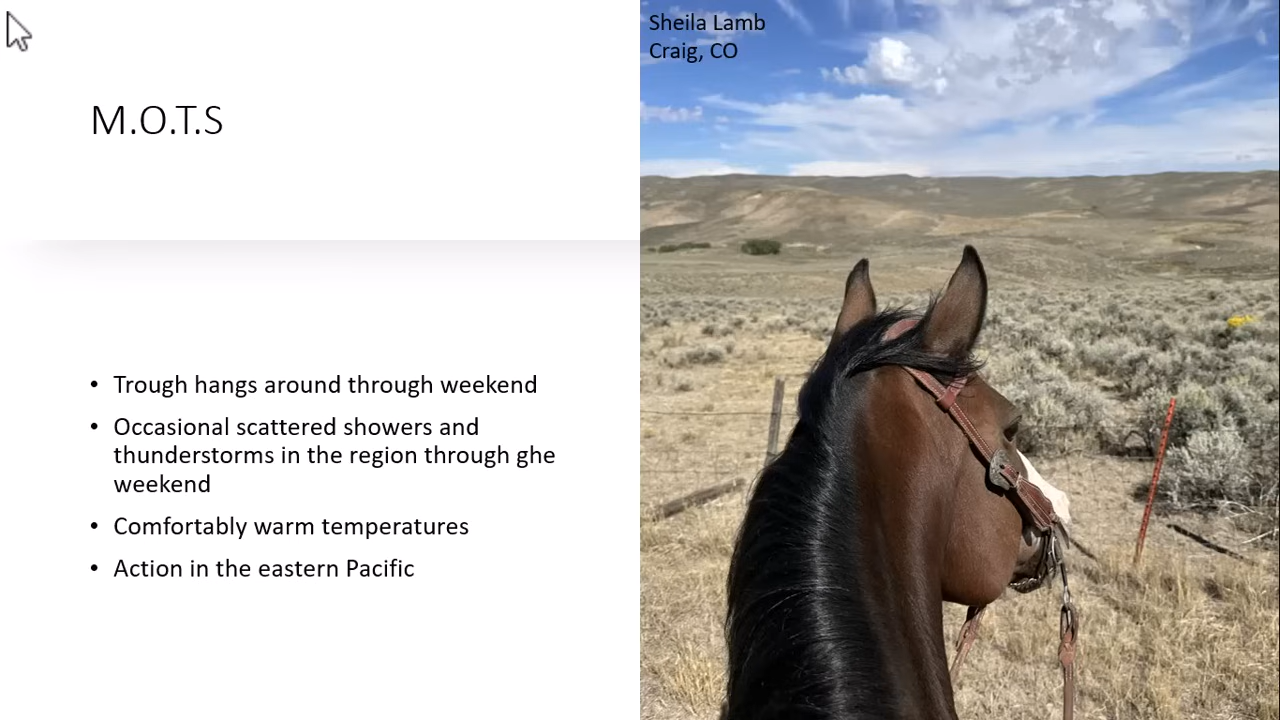 M.O.T.S
• Trough hangs around through weekend
• Occasional scattered showers and
thunderstorms in the region through ghe
weekend
• Comfortably warm temperatures
• Action in the eastern Pacific
Sheila Lamb
Craig, CO